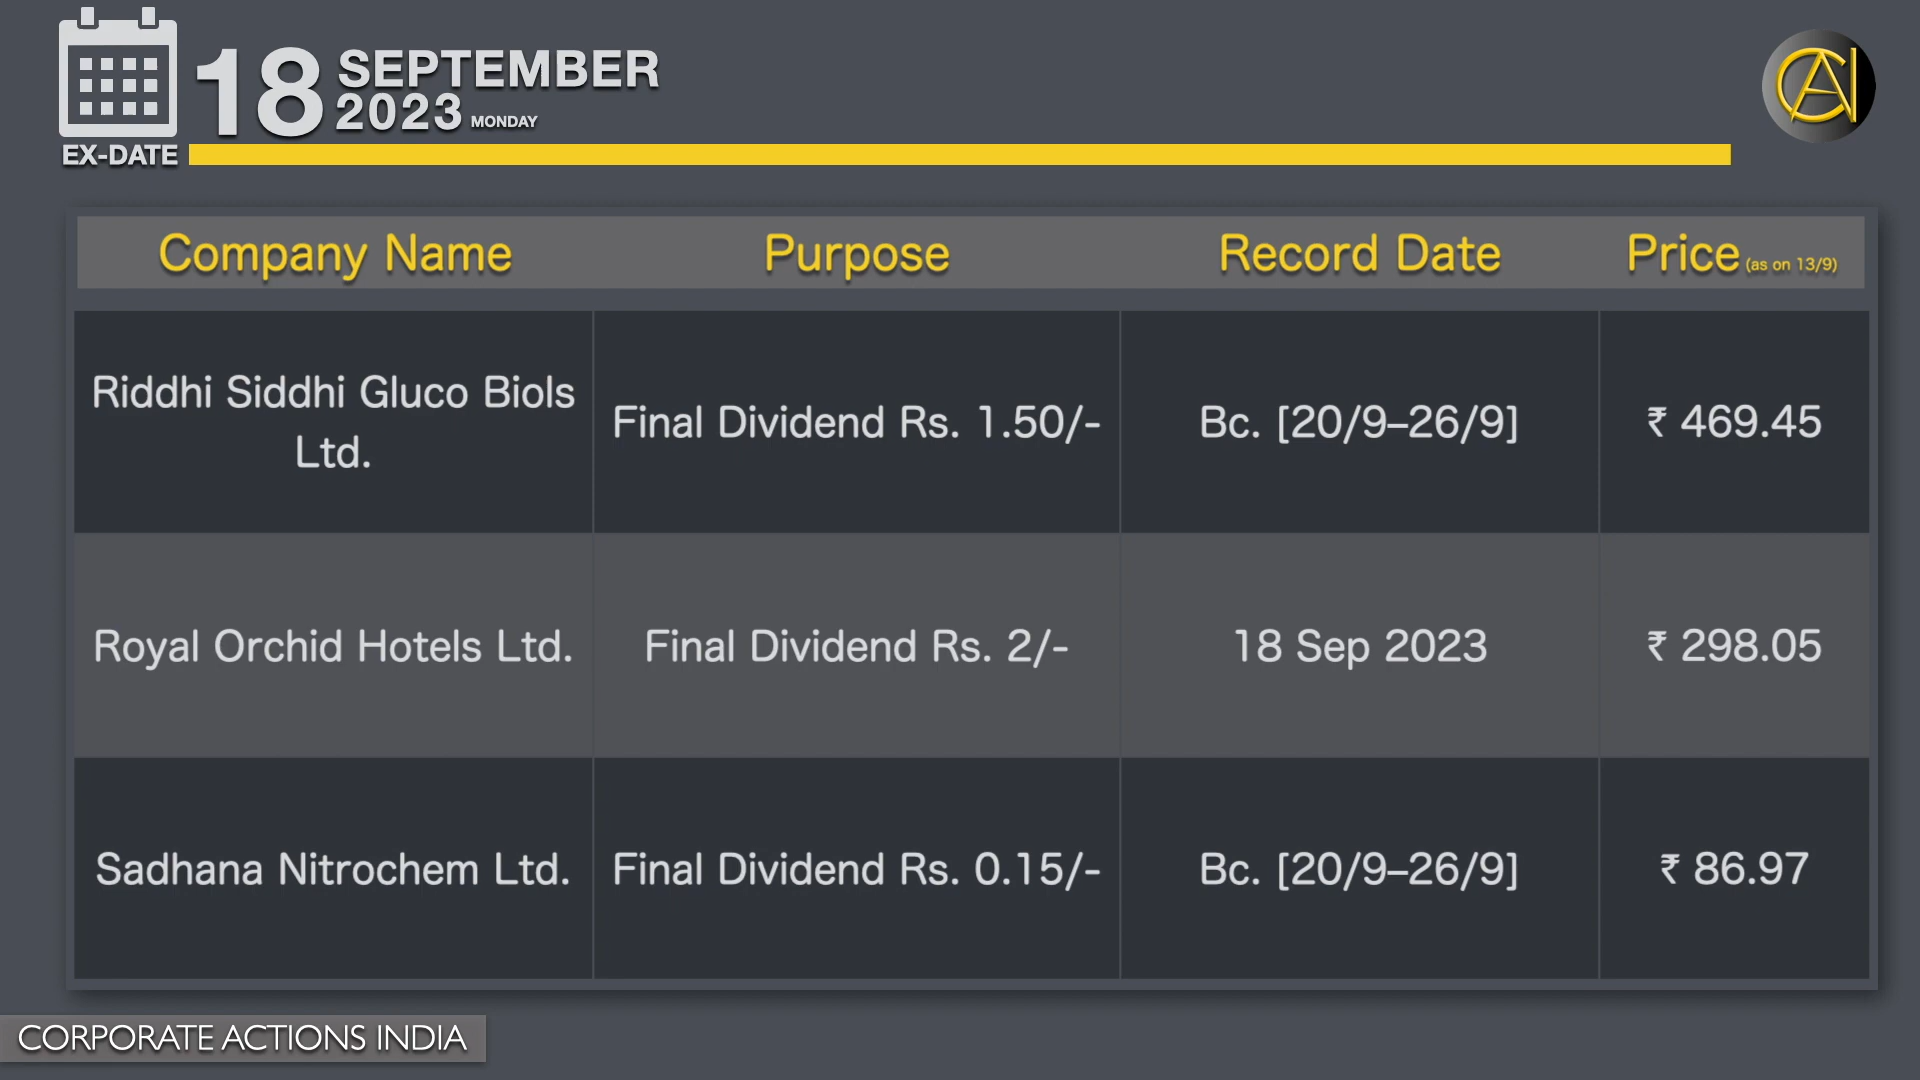 18 SEPTEMBER
2023 MONDAY
EX-DATE
CAI
Company Name Purpose Record Date Price (as on 13/9)
Riddhi Siddhi Gluco Biols
Ltd.
Final Dividend Rs. 1.50/-
Bc. [20/9–26/9]
₹ 469.45
Royal Orchid Hotels Ltd.
Final Dividend Rs. 2/-
18 Sep 2023
₹ 298.05
Sadhana Nitrochem Ltd.
Final Dividend Rs. 0.15/-
Bc. [20/9–26/9]
₹ 86.97
CORPORATE ACTIONS INDIA